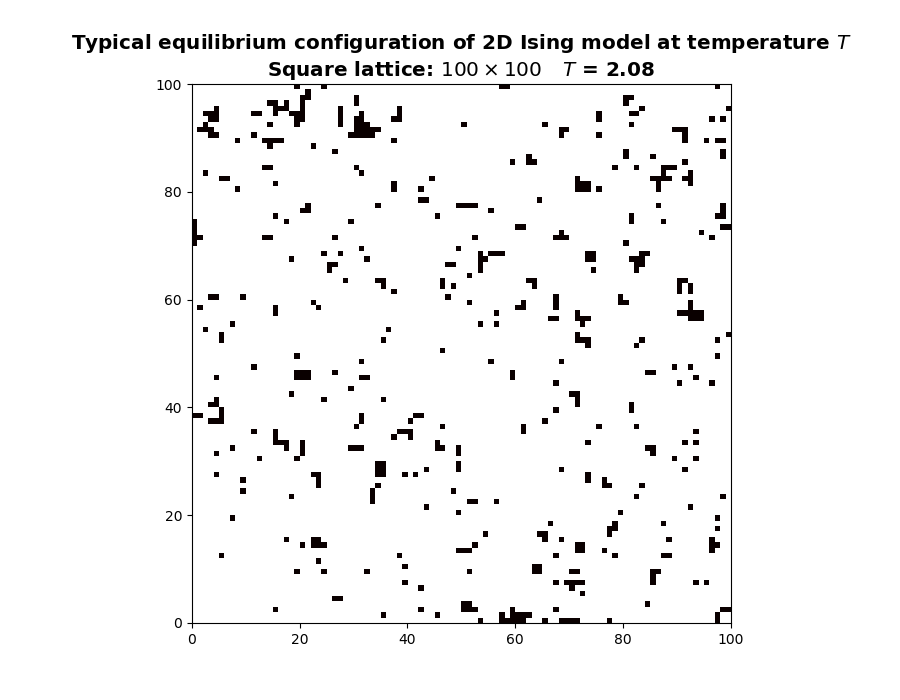 Typical equilibrium configuration of 2D Ising model at temperature T
Square lattice: 100 × 100 T = 2.08
100
80
60
40
20
0
0 20 40 60 80 100